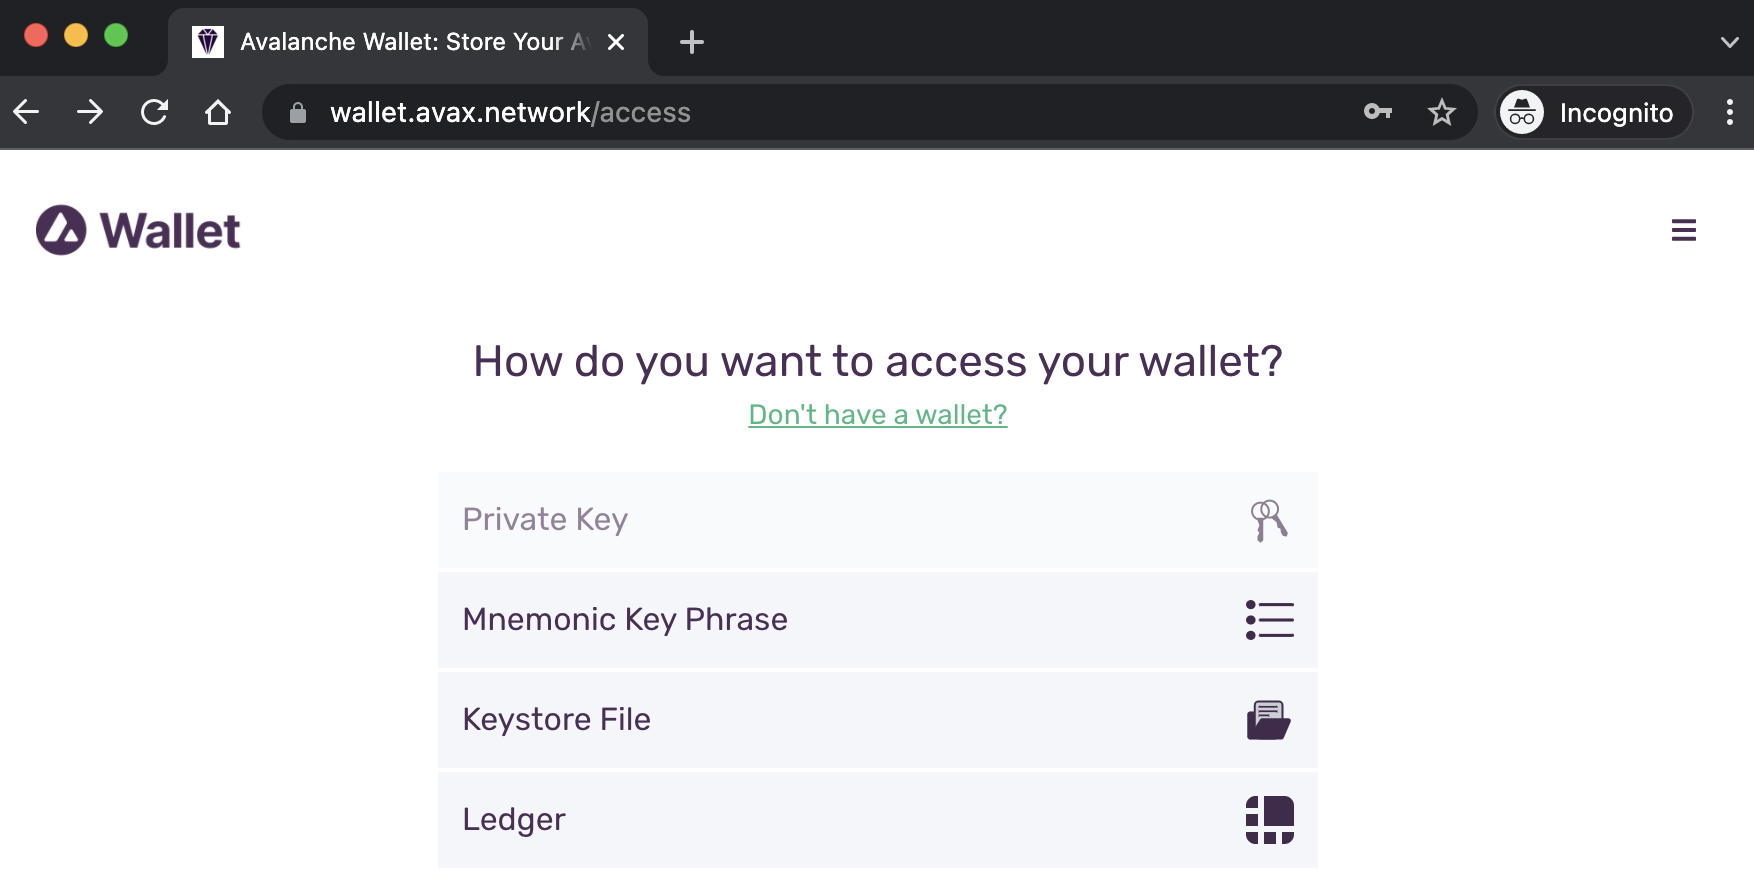 Avalanche Wallet: Store Your Av
wallet.avax.network/access
Incognito
Wallet
How do you want to access your wallet?
Don't have a wallet?
Private Key
Mnemonic Key Phrase
Keystore File
Ledger